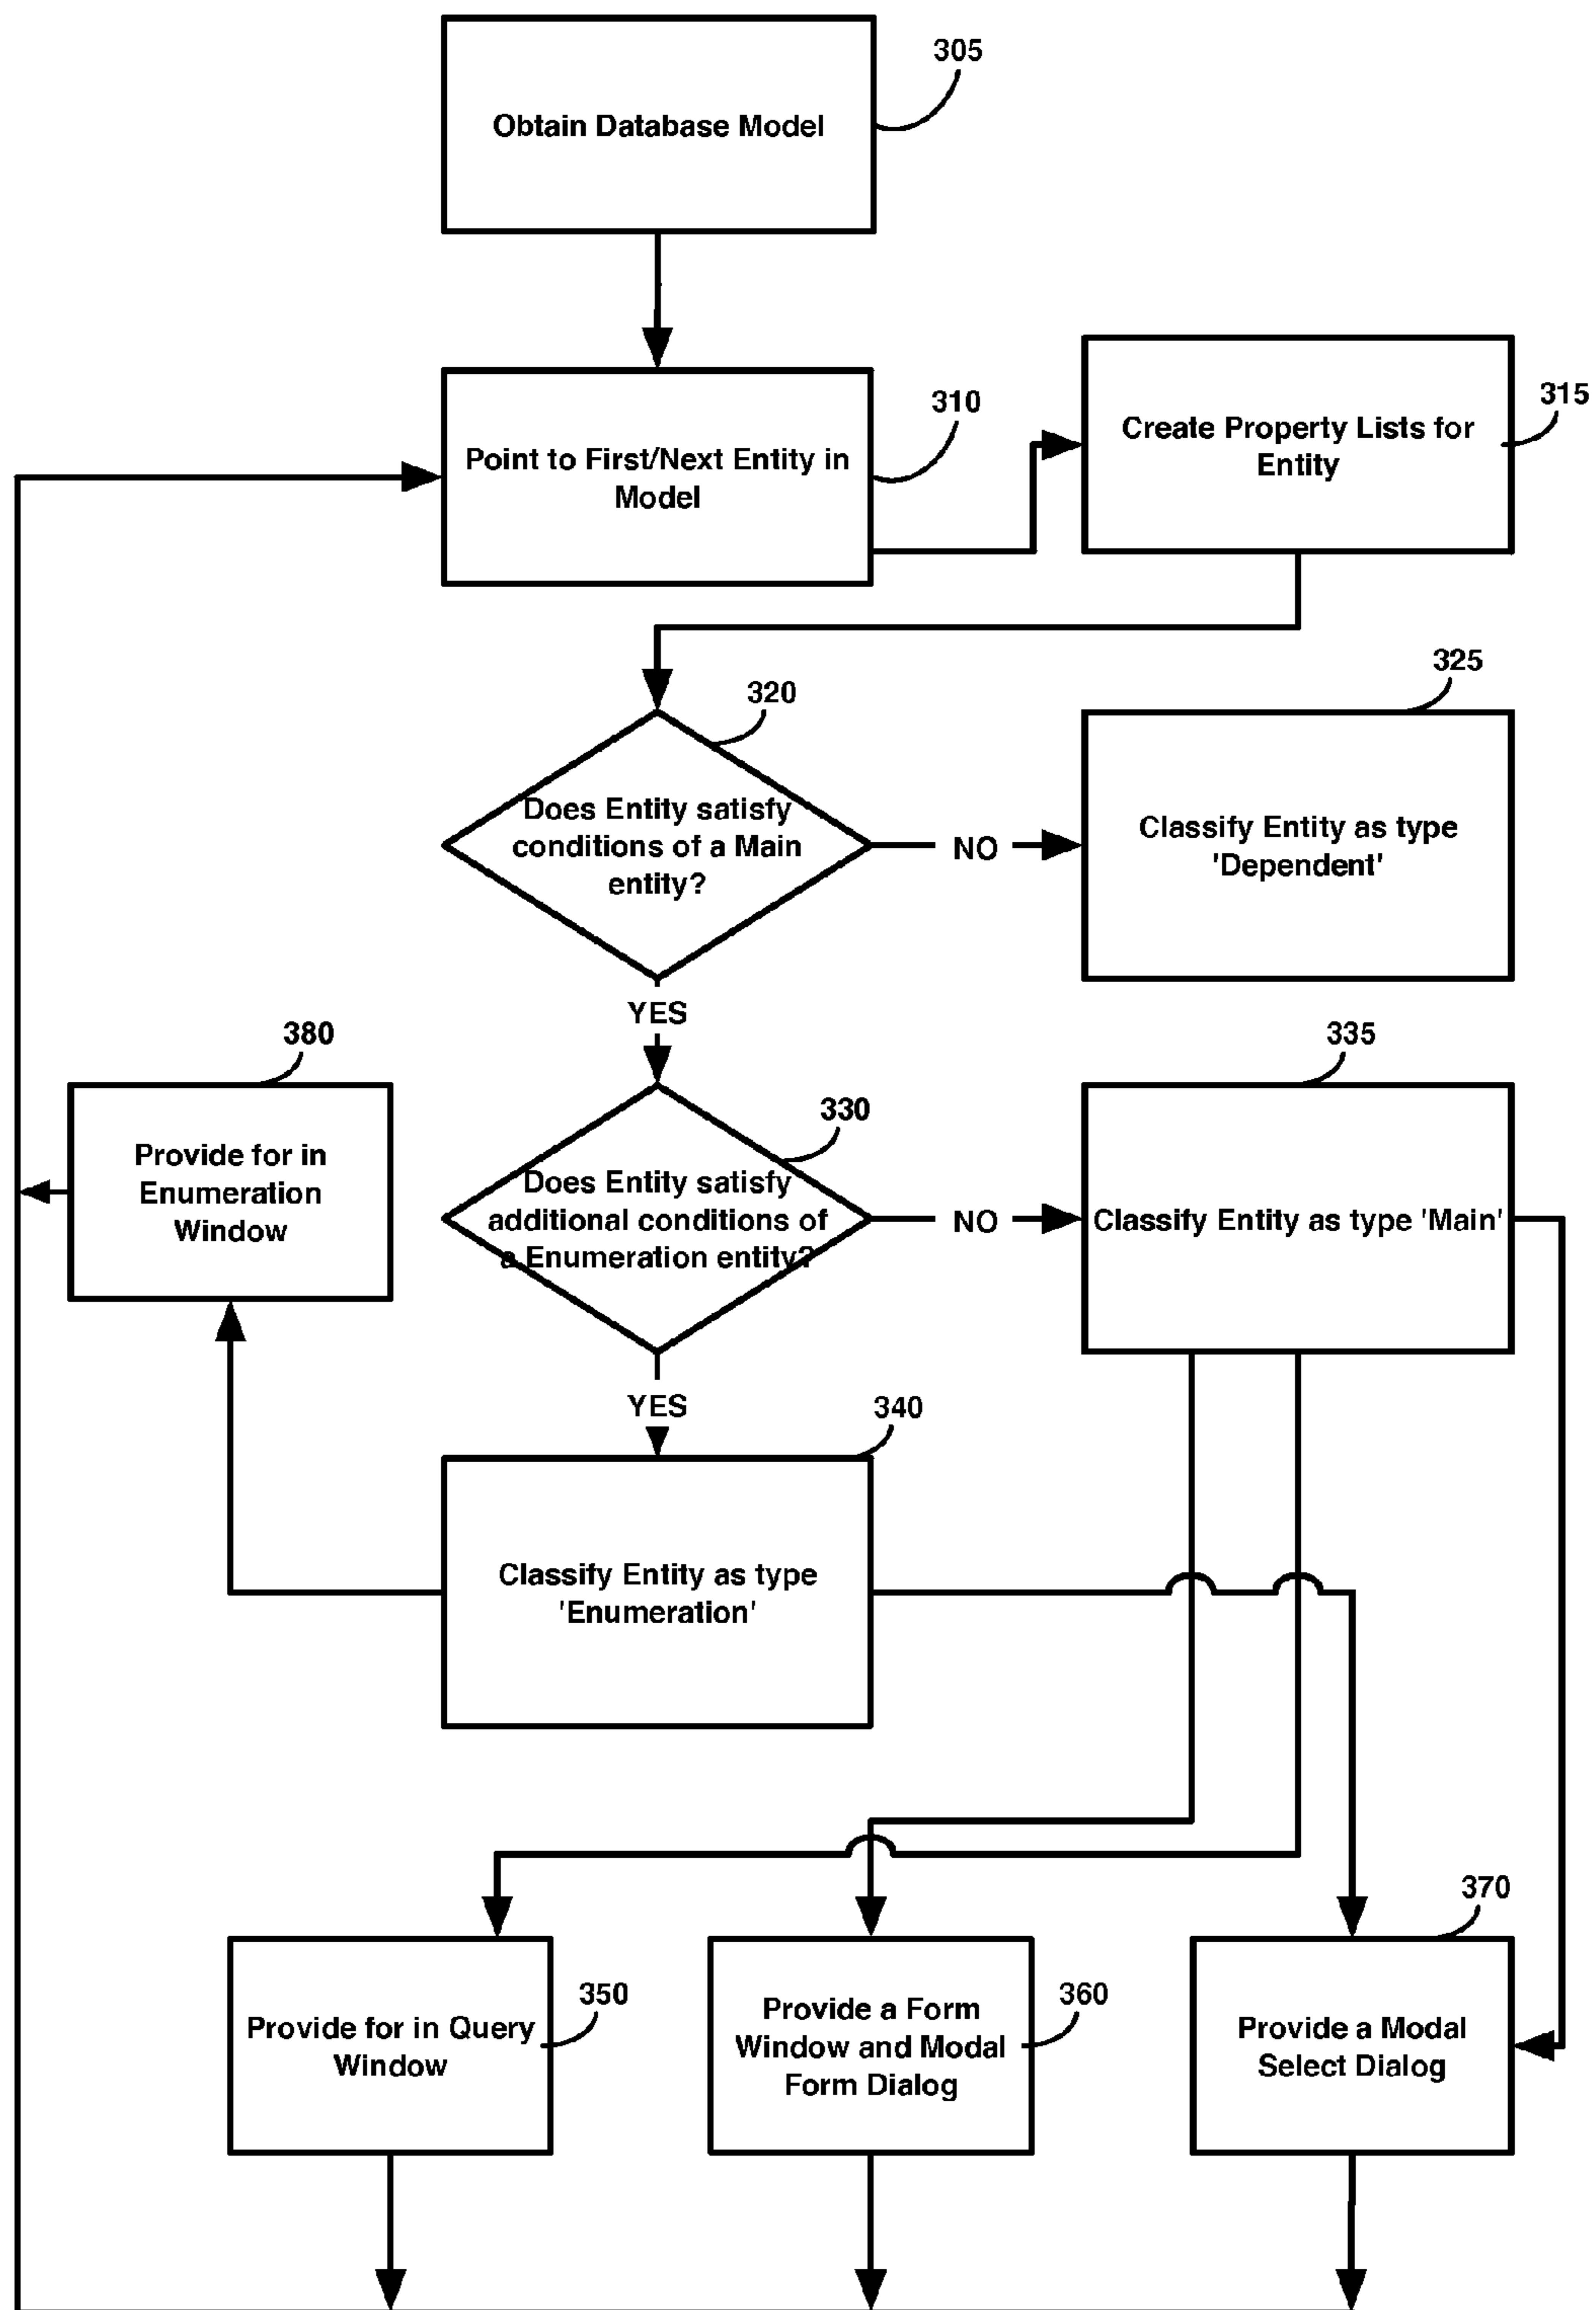 305
Obtain Database Model
310
Point to First/Next Entity in
Model
315
Create Property Lists for
Entity
320
Does Entity satisfy
conditions of a Main
entity?
NO
325
Classify Entity as type
'Dependent'
YES
380
Provide for in
Enumeration
Window
330
Does Entity satisfy
additional conditions of
a Enumeration entity?
NO
335
Classify Entity as type 'Main'
YES
340
Classify Entity as type
'Enumeration'
350
Provide for in Query
Window
360
Provide a Form
Window and Modal
Form Dialog
370
Provide a Modal
Select Dialog